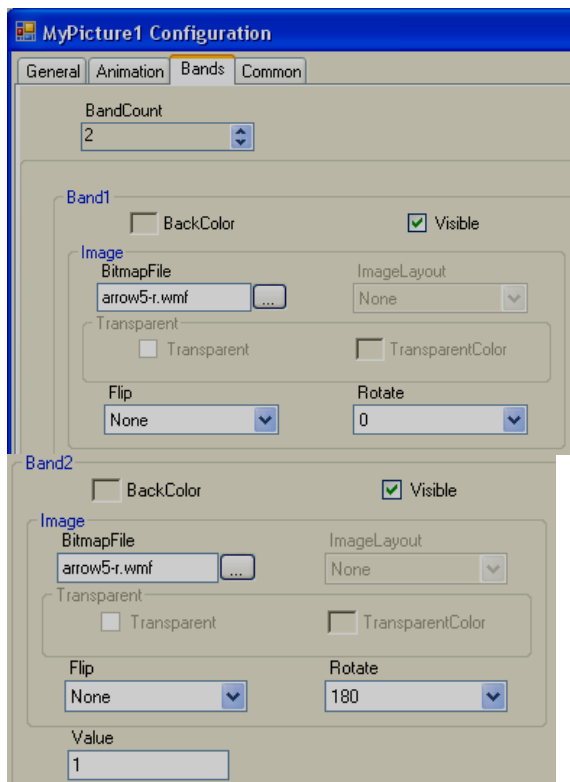 MyPicture1 Configuration
General Animation Bands Common
BandCount
2
Band1
BackColor Visible
Image
BitmapFile ImageLayout
arrow5-r.wmf ... None
Transparent
Transparent TransparentColor
Flip Rotate
None 0
Band2
BackColor Visible
Image
BitmapFile ImageLayout
arrow5-r.wmf ... None
Transparent
Transparent TransparentColor
Flip Rotate
None 180
Value
1